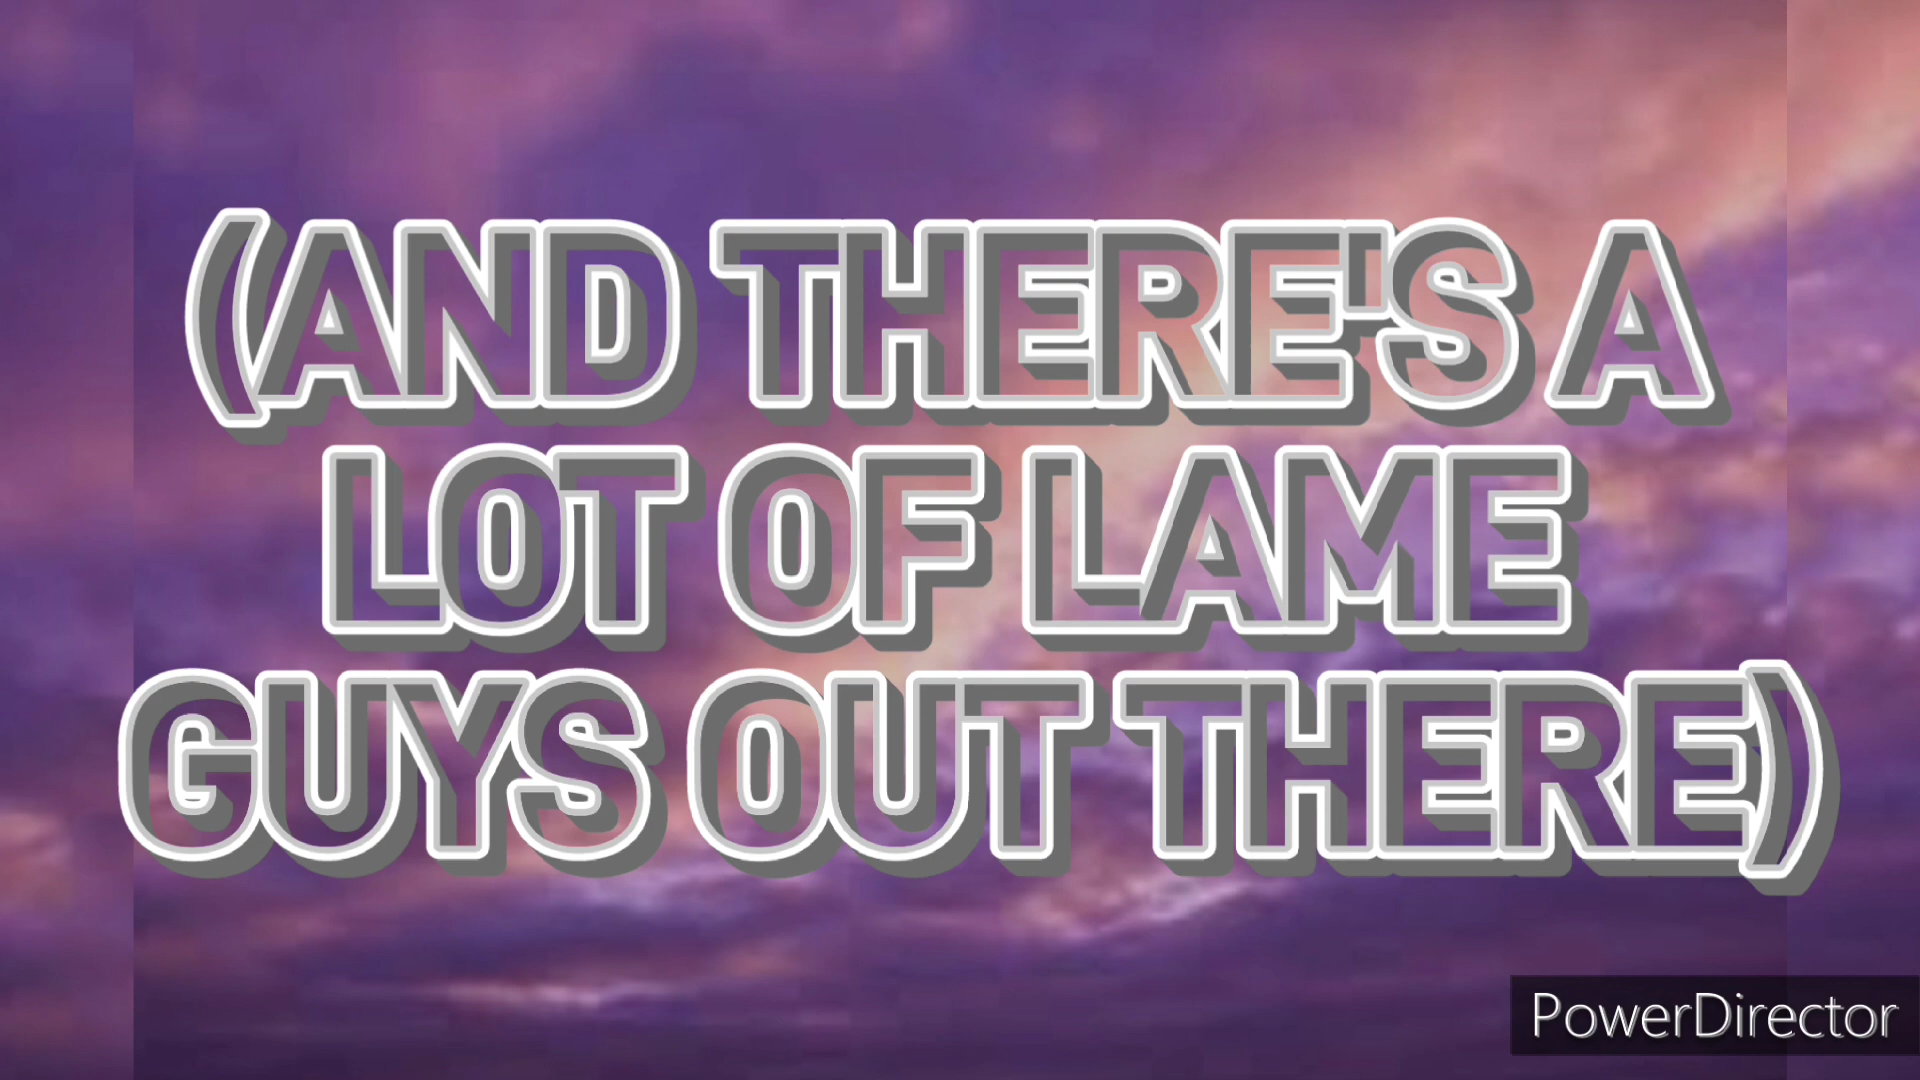 (AND THERE'S A
LOT OF LAME
GUYS OUT THERE)
PowerDirector